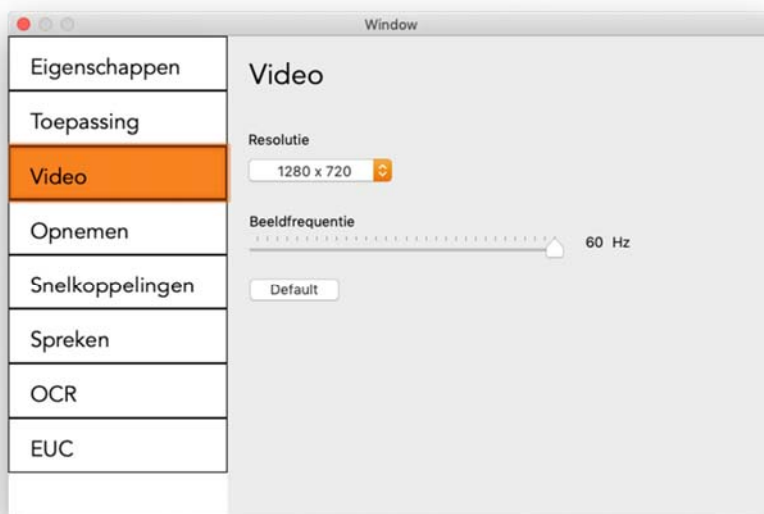 Window
Eigenschappen
Toepassing
Video
Opnemen
Snelkoppelingen
Spreken
OCR
EUC
Video
Resolutie
1280 x 720
Beeldfrequentie
60 Hz
Default